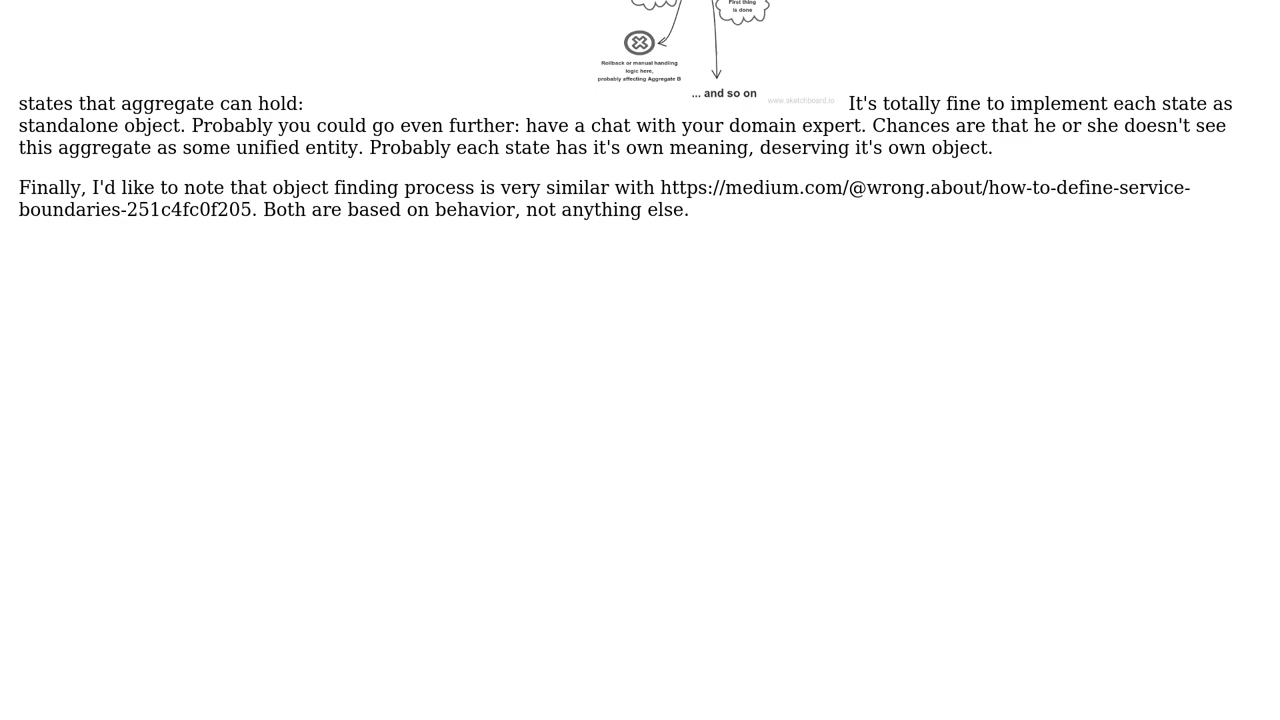 First thing
is done
Rollback or manual handling
logic here,
probably affecting Aggregate B
... and so on
www.sketchboard.io
states that aggregate can hold: It's totally fine to implement each state as
standalone object. Probably you could go even further: have a chat with your domain expert. Chances are that he or she doesn't see
this aggregate as some unified entity. Probably each state has it's own meaning, deserving it's own object.
Finally, I'd like to note that object finding process is very similar with https://medium.com/@wrong.about/how-to-define-service-
boundaries-251c4fc0f205. Both are based on behavior, not anything else.